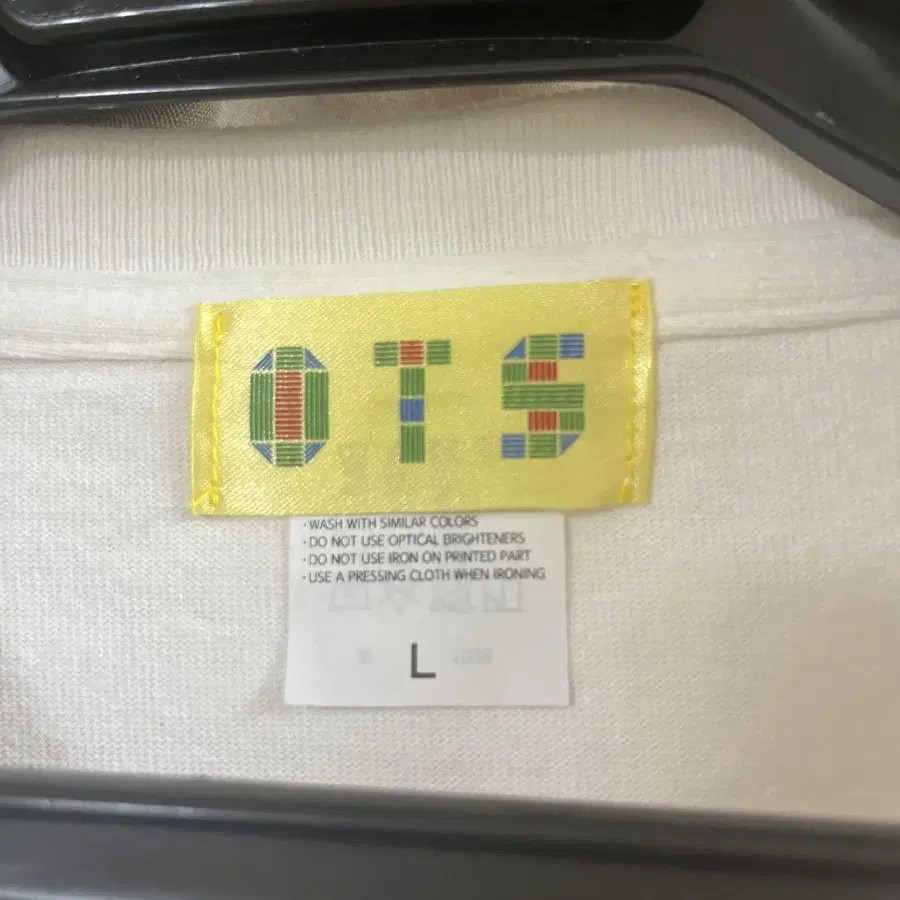 OTS
· WASH WITH SIMILAR COLORS
· DO NOT USE OPTICAL BRIGHTENERS
· DO NOT USE IRON ON PRINTED PART
· USE A PRESSING CLOTH WHEN IRONING
L